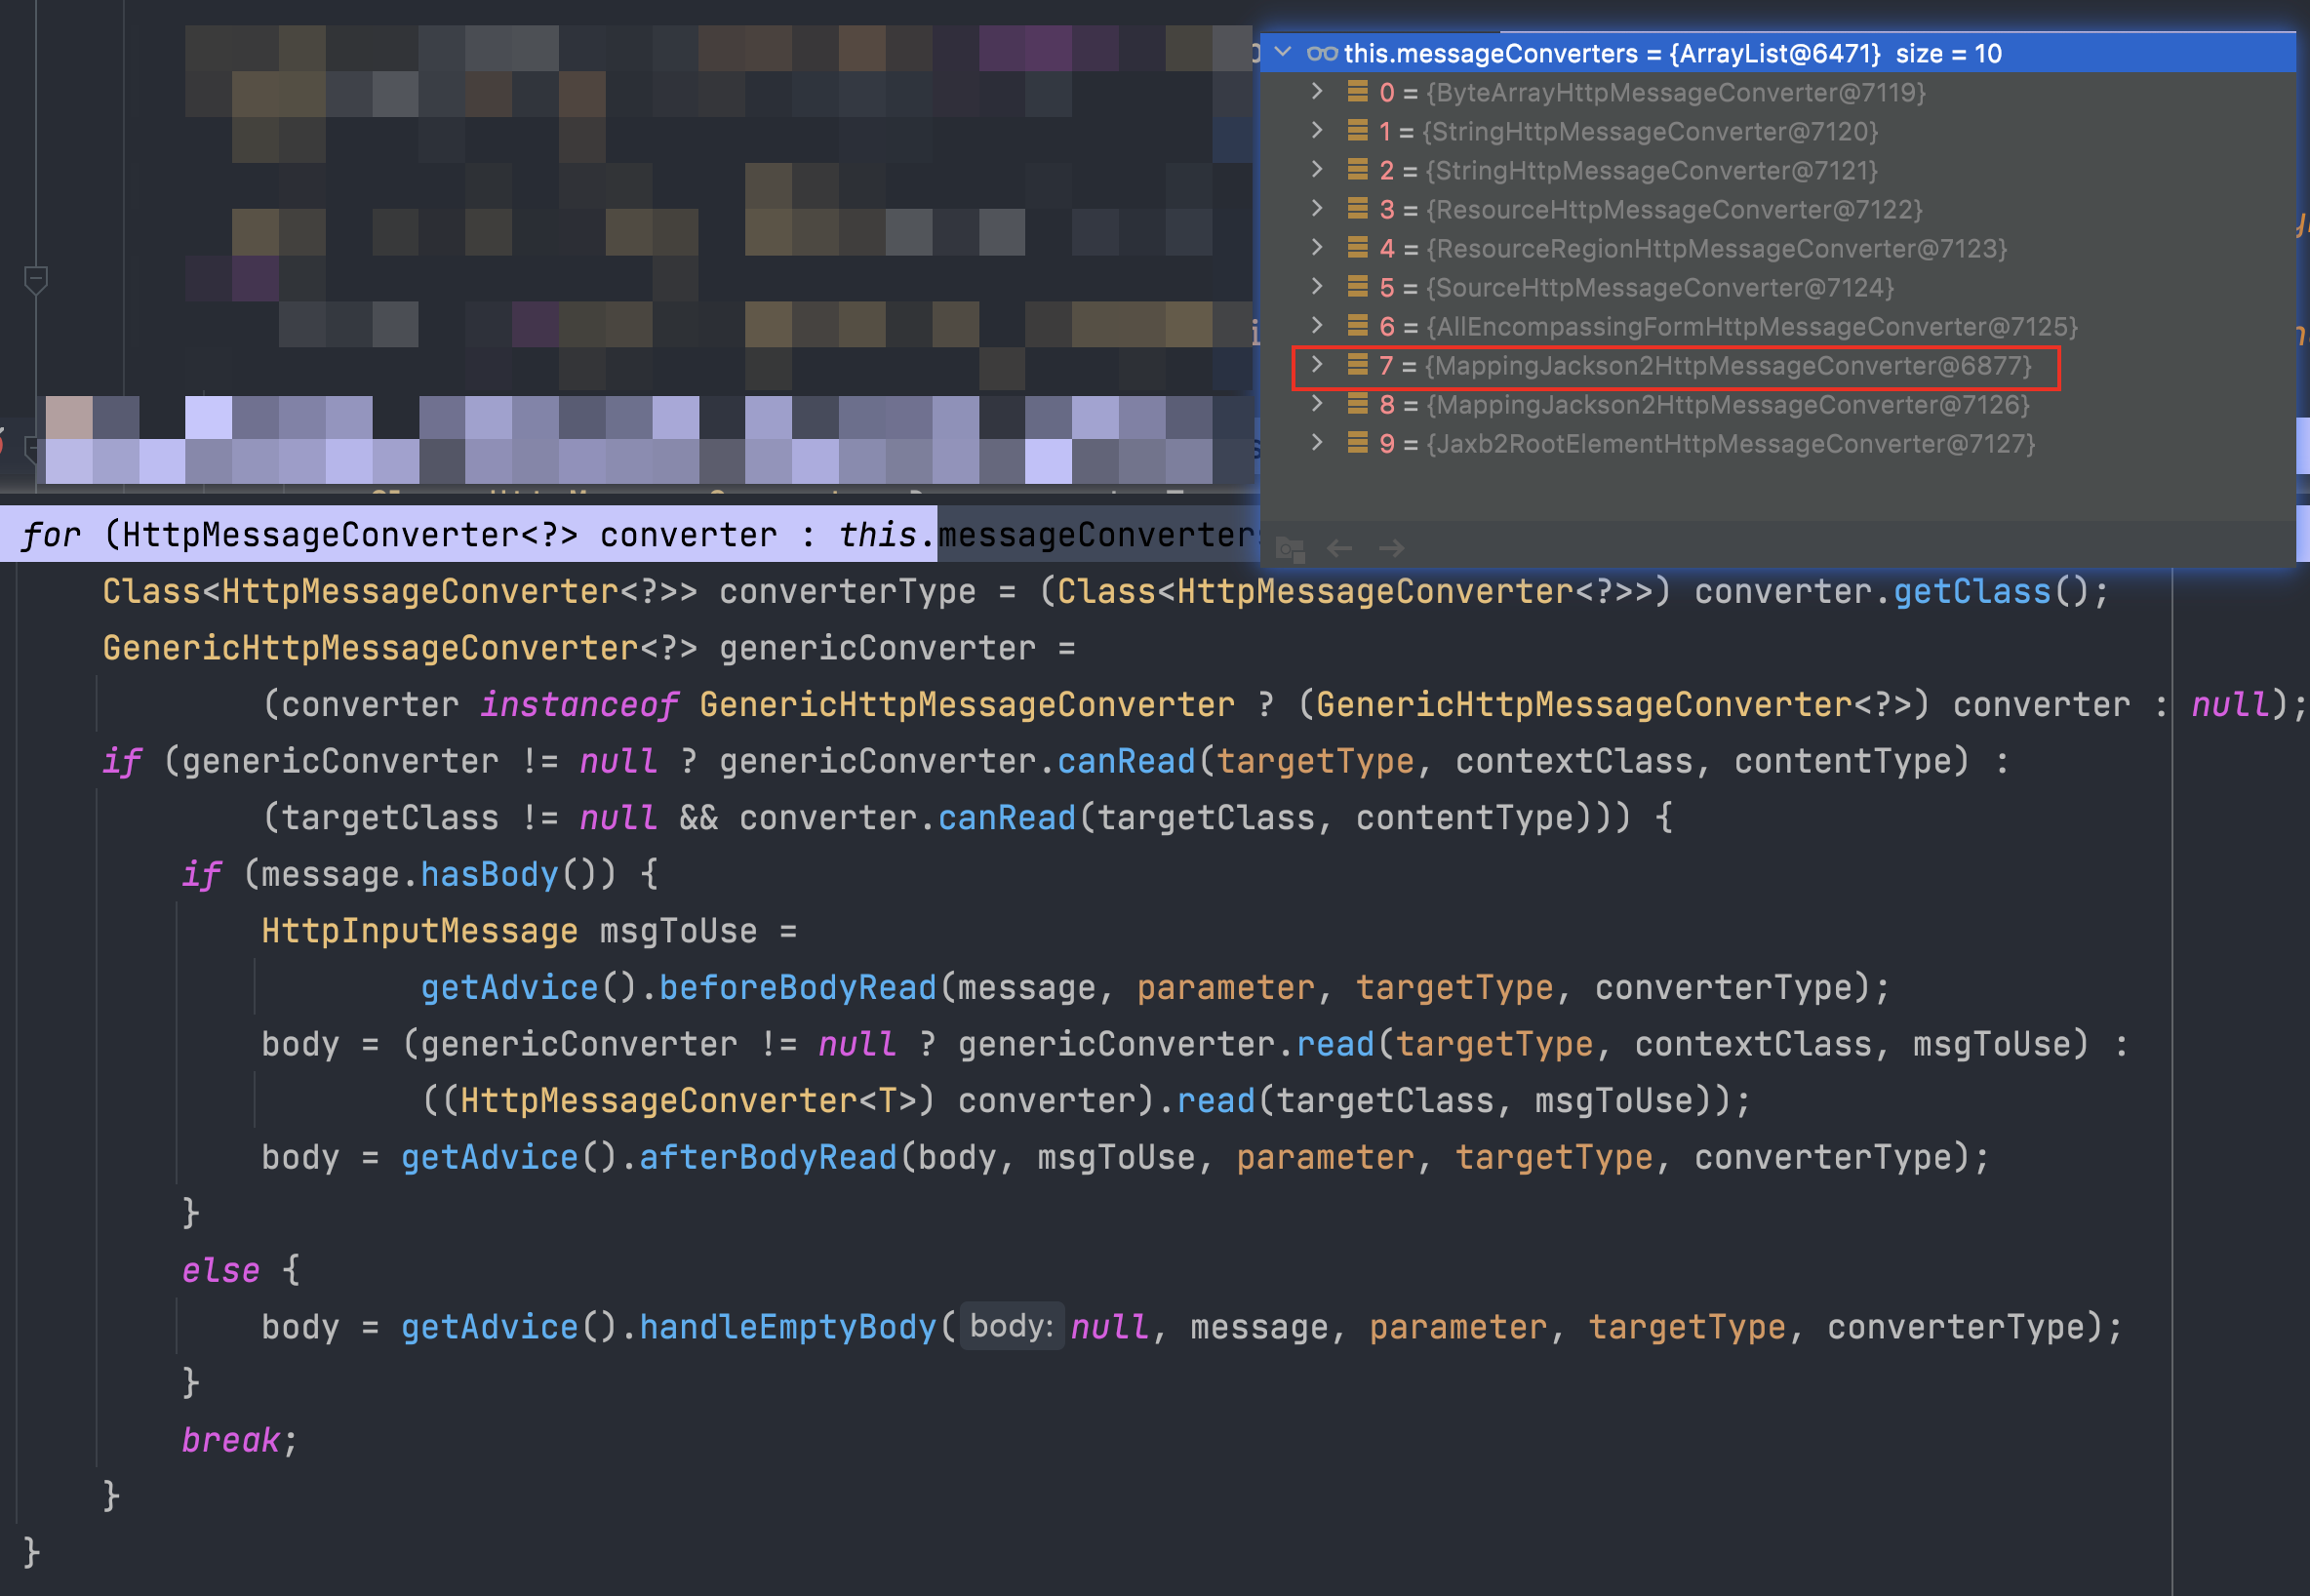 this.messageConverters = {ArrayList@6471} size = 10
0 = {ByteArrayHttpMessageConverter@7119}
1 = {StringHttpMessageConverter@7120}
2 = {StringHttpMessageConverter@7121}
3 = {ResourceHttpMessageConverter@7122}
4 = {ResourceRegionHttpMessageConverter@7123}
5 = {SourceHttpMessageConverter@7124}
6 = {AllEncompassingFormHttpMessageConverter@7125}
7 = {MappingJackson2HttpMessageConverter@6877}
8 = {MappingJackson2HttpMessageConverter@7126}
9 = {Jaxb2RootElementHttpMessageConverter@7127}
for (HttpMessageConverter<?> converter : this.messageConverters
Class<HttpMessageConverter<?>> converterType = (Class<HttpMessageConverter<?>>) converter.getClass();
GenericHttpMessageConverter<?> genericConverter =
(converter instanceof GenericHttpMessageConverter ? (GenericHttpMessageConverter<?>) converter : null);
if (genericConverter != null ? genericConverter.canRead(targetType, contextClass, contentType) :
(targetClass != null && converter.canRead(targetClass, contentType))) {
if (message.hasBody()) {
HttpInputMessage msgToUse =
getAdvice().beforeBodyRead(message, parameter, targetType, converterType);
body = (genericConverter != null ? genericConverter.read(targetType, contextClass, msgToUse) :
((HttpMessageConverter<T>) converter).read(targetClass, msgToUse));
body = getAdvice().afterBodyRead(body, msgToUse, parameter, targetType, converterType);
}
else {
body = getAdvice().handleEmptyBody( body: null, message, parameter, targetType, converterType);
}
break;
}
}